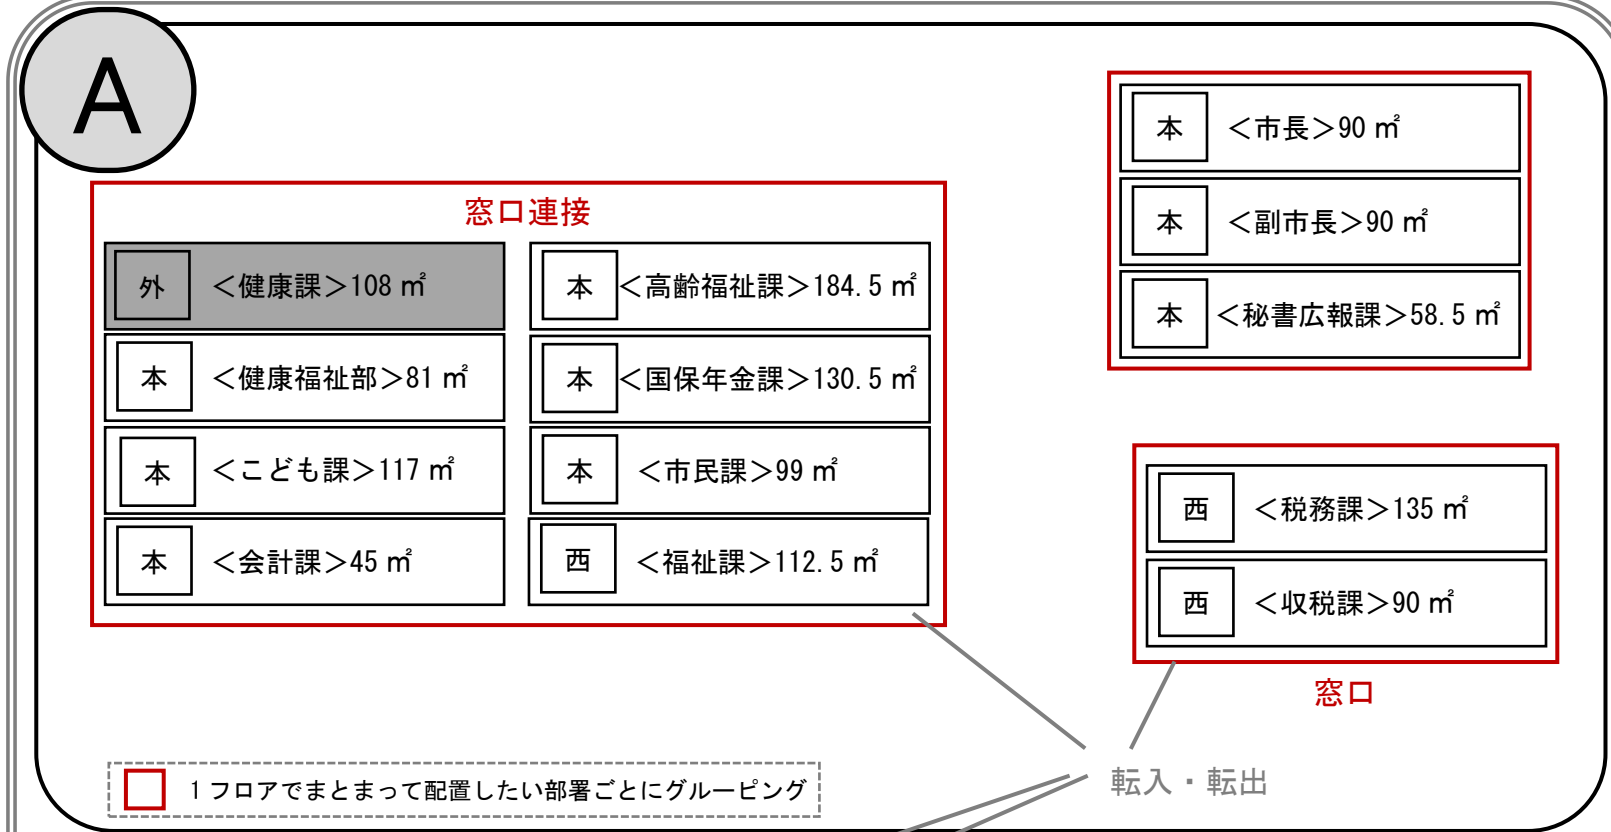 A
窓口連接
外 <健康課>108 ㎡
本 <健康福祉部>81 ㎡
本 <こども課>117 ㎡
本 <会計課>45 ㎡
本 <高齢福祉課>184.5 ㎡
本 <国保年金課>130.5 ㎡
本 <市民課>99 ㎡
西 <福祉課>112.5 ㎡
本 <市長>90 ㎡
本 <副市長>90 ㎡
本 <秘書広報課>58.5 ㎡
西 <税務課>135 ㎡
西 <収税課>90 ㎡
窓口
転入・転出
1 フロアでまとまって配置したい部署ごとにグルーピング